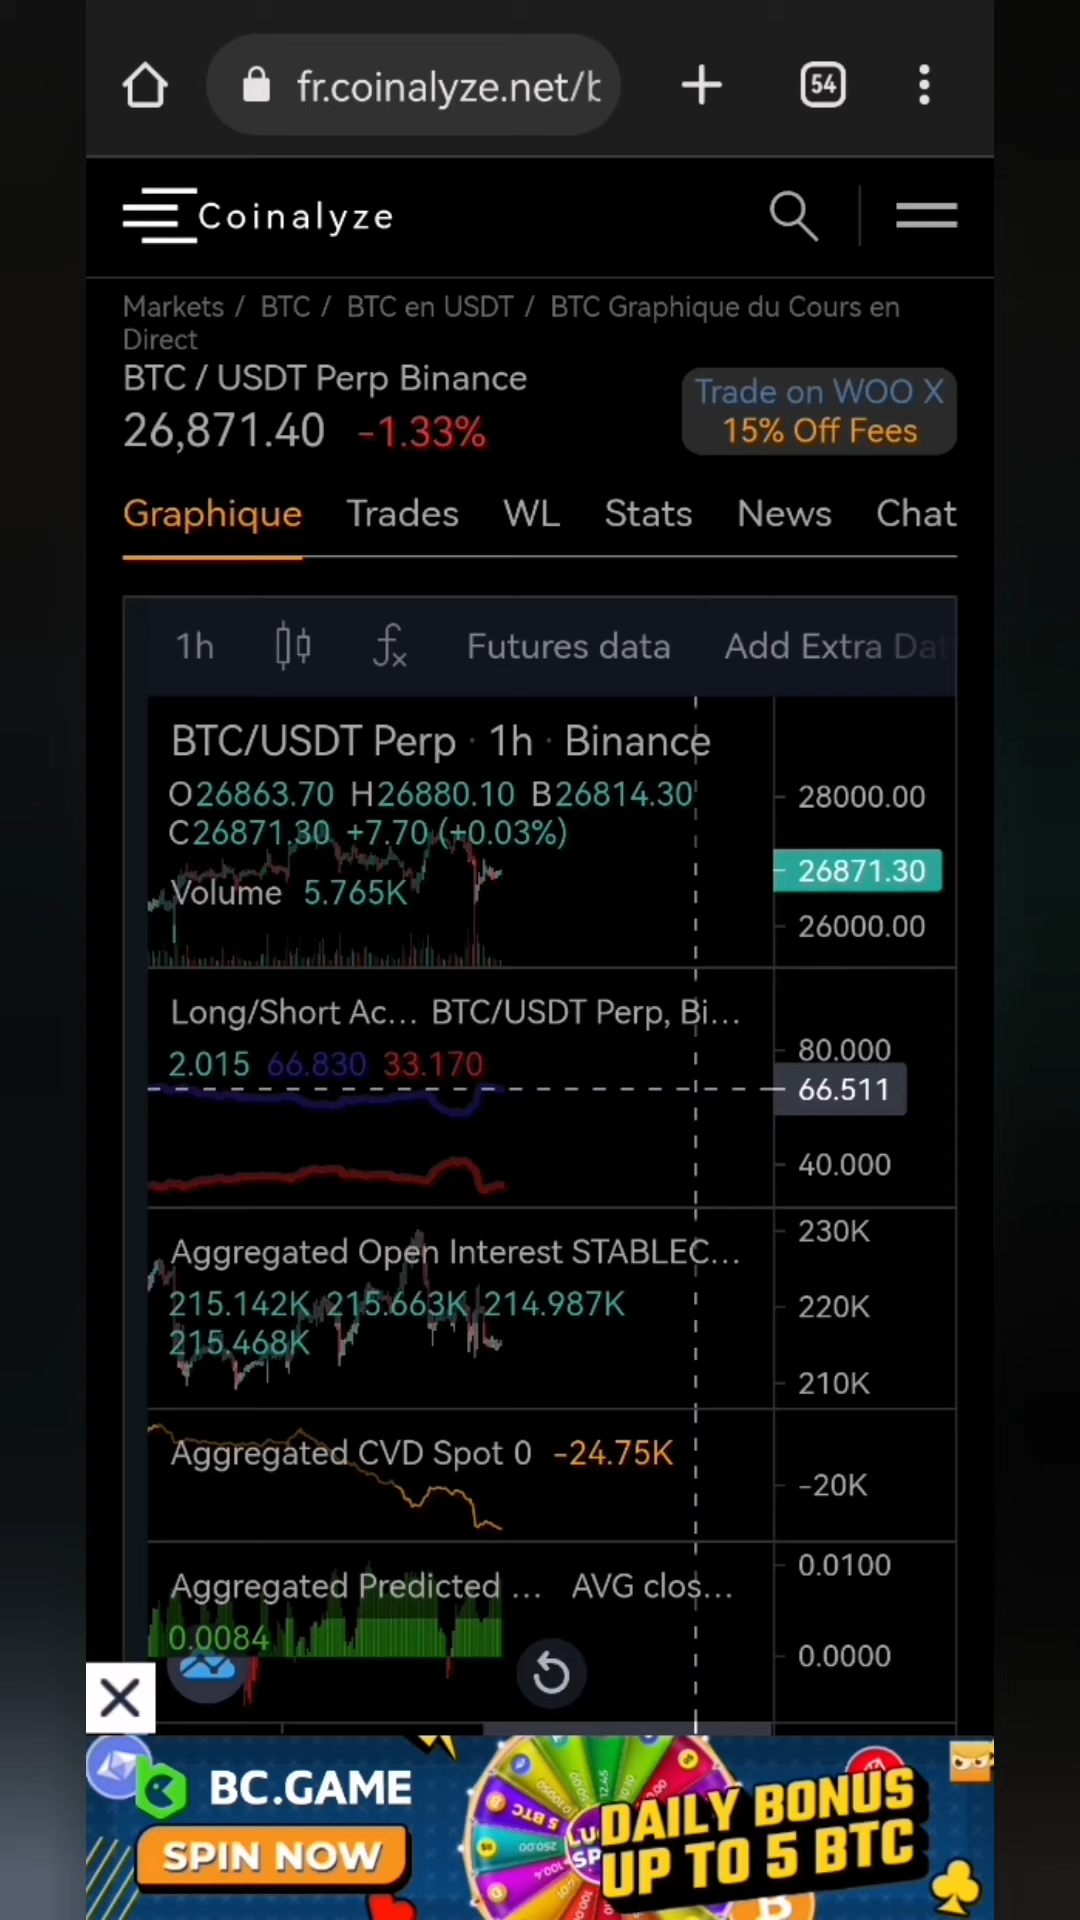 fr.coinalyze.net/b
54
Coinalyze
Markets / BTC / BTC en USDT / BTC Graphique du Cours en
Direct
BTC / USDT Perp Binance
26,871.40 -1.33%
Trade on WOO X
15% Off Fees
Graphique Trades WL Stats News Chat
1h Futures data Add Extra Dat
BTC/USDT Perp · 1h · Binance
O26863.70 H26880.10 B26814.30
C26871.30 +7.70 (+0.03%)
Volume 5.765K
28000.00
26871.30
26000.00
Long/Short Ac... BTC/USDT Perp, Bi...
2.015 66.830 33.170
80.000
66.511
40.000
Aggregated Open Interest STABLEC...
215.142K 215.663K 214.987K
215.468K
230K
220K
210K
Aggregated CVD Spot 0 -24.75K
-20K
Aggregated Predicted ... AVG clos...
0.0084
0.0100
0.0000
BC.GAME
SPIN NOW
DAILY BONUS
UP TO 5 BTC